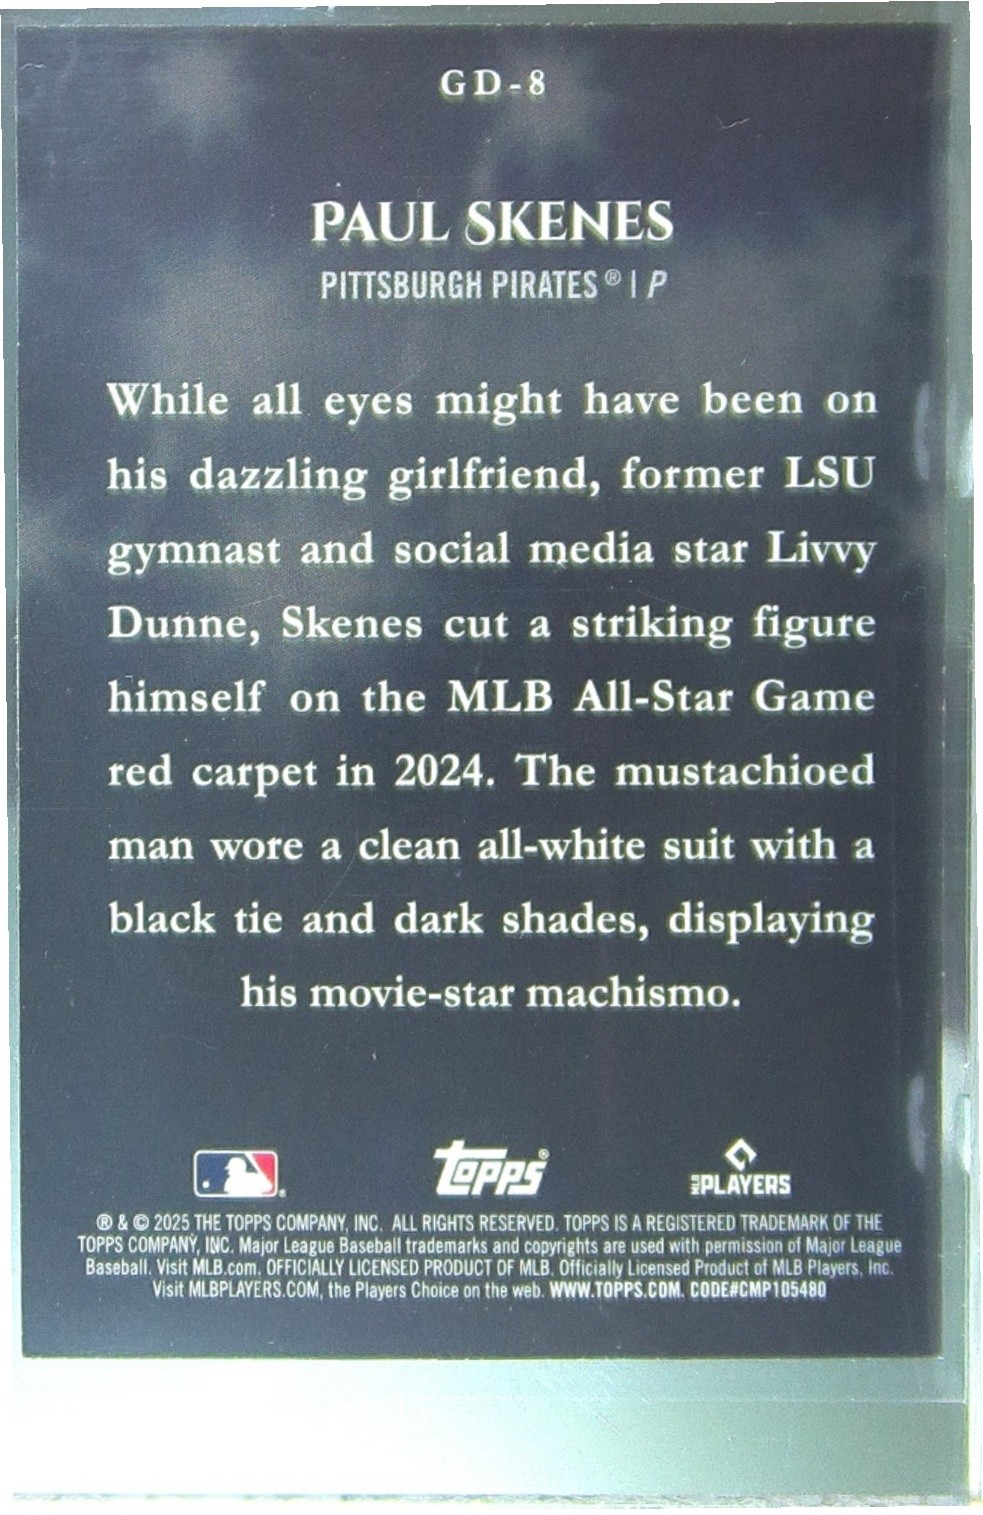 GD-8
PAUL SKENES
PITTSBURGH PIRATES® | P
While all eyes might have been on
his dazzling girlfriend, former LSU
gymnast and social media star Livvy
Dunne, Skenes cut a striking figure
himself on the MLB All-Star Game
red carpet in 2024. The mustachioed
man wore a clean all-white suit with a
black tie and dark shades, displaying
his movie-star machismo.
Topps®
MLB PLAYERS
® & © 2025 THE TOPPS COMPANY, INC. ALL RIGHTS RESERVED. TOPPS IS A REGISTERED TRADEMARK OF THE
TOPPS COMPANY, INC. Major League Baseball trademarks and copyrights are used with permission of Major League
Baseball. Visit MLB.com. OFFICIALLY LICENSED PRODUCT OF MLB. Officially Licensed Product of MLB Players, Inc.
Visit MLBPLAYERS.COM, the Players Choice on the web. WWW.TOPPS.COM. CODE#CMP105480